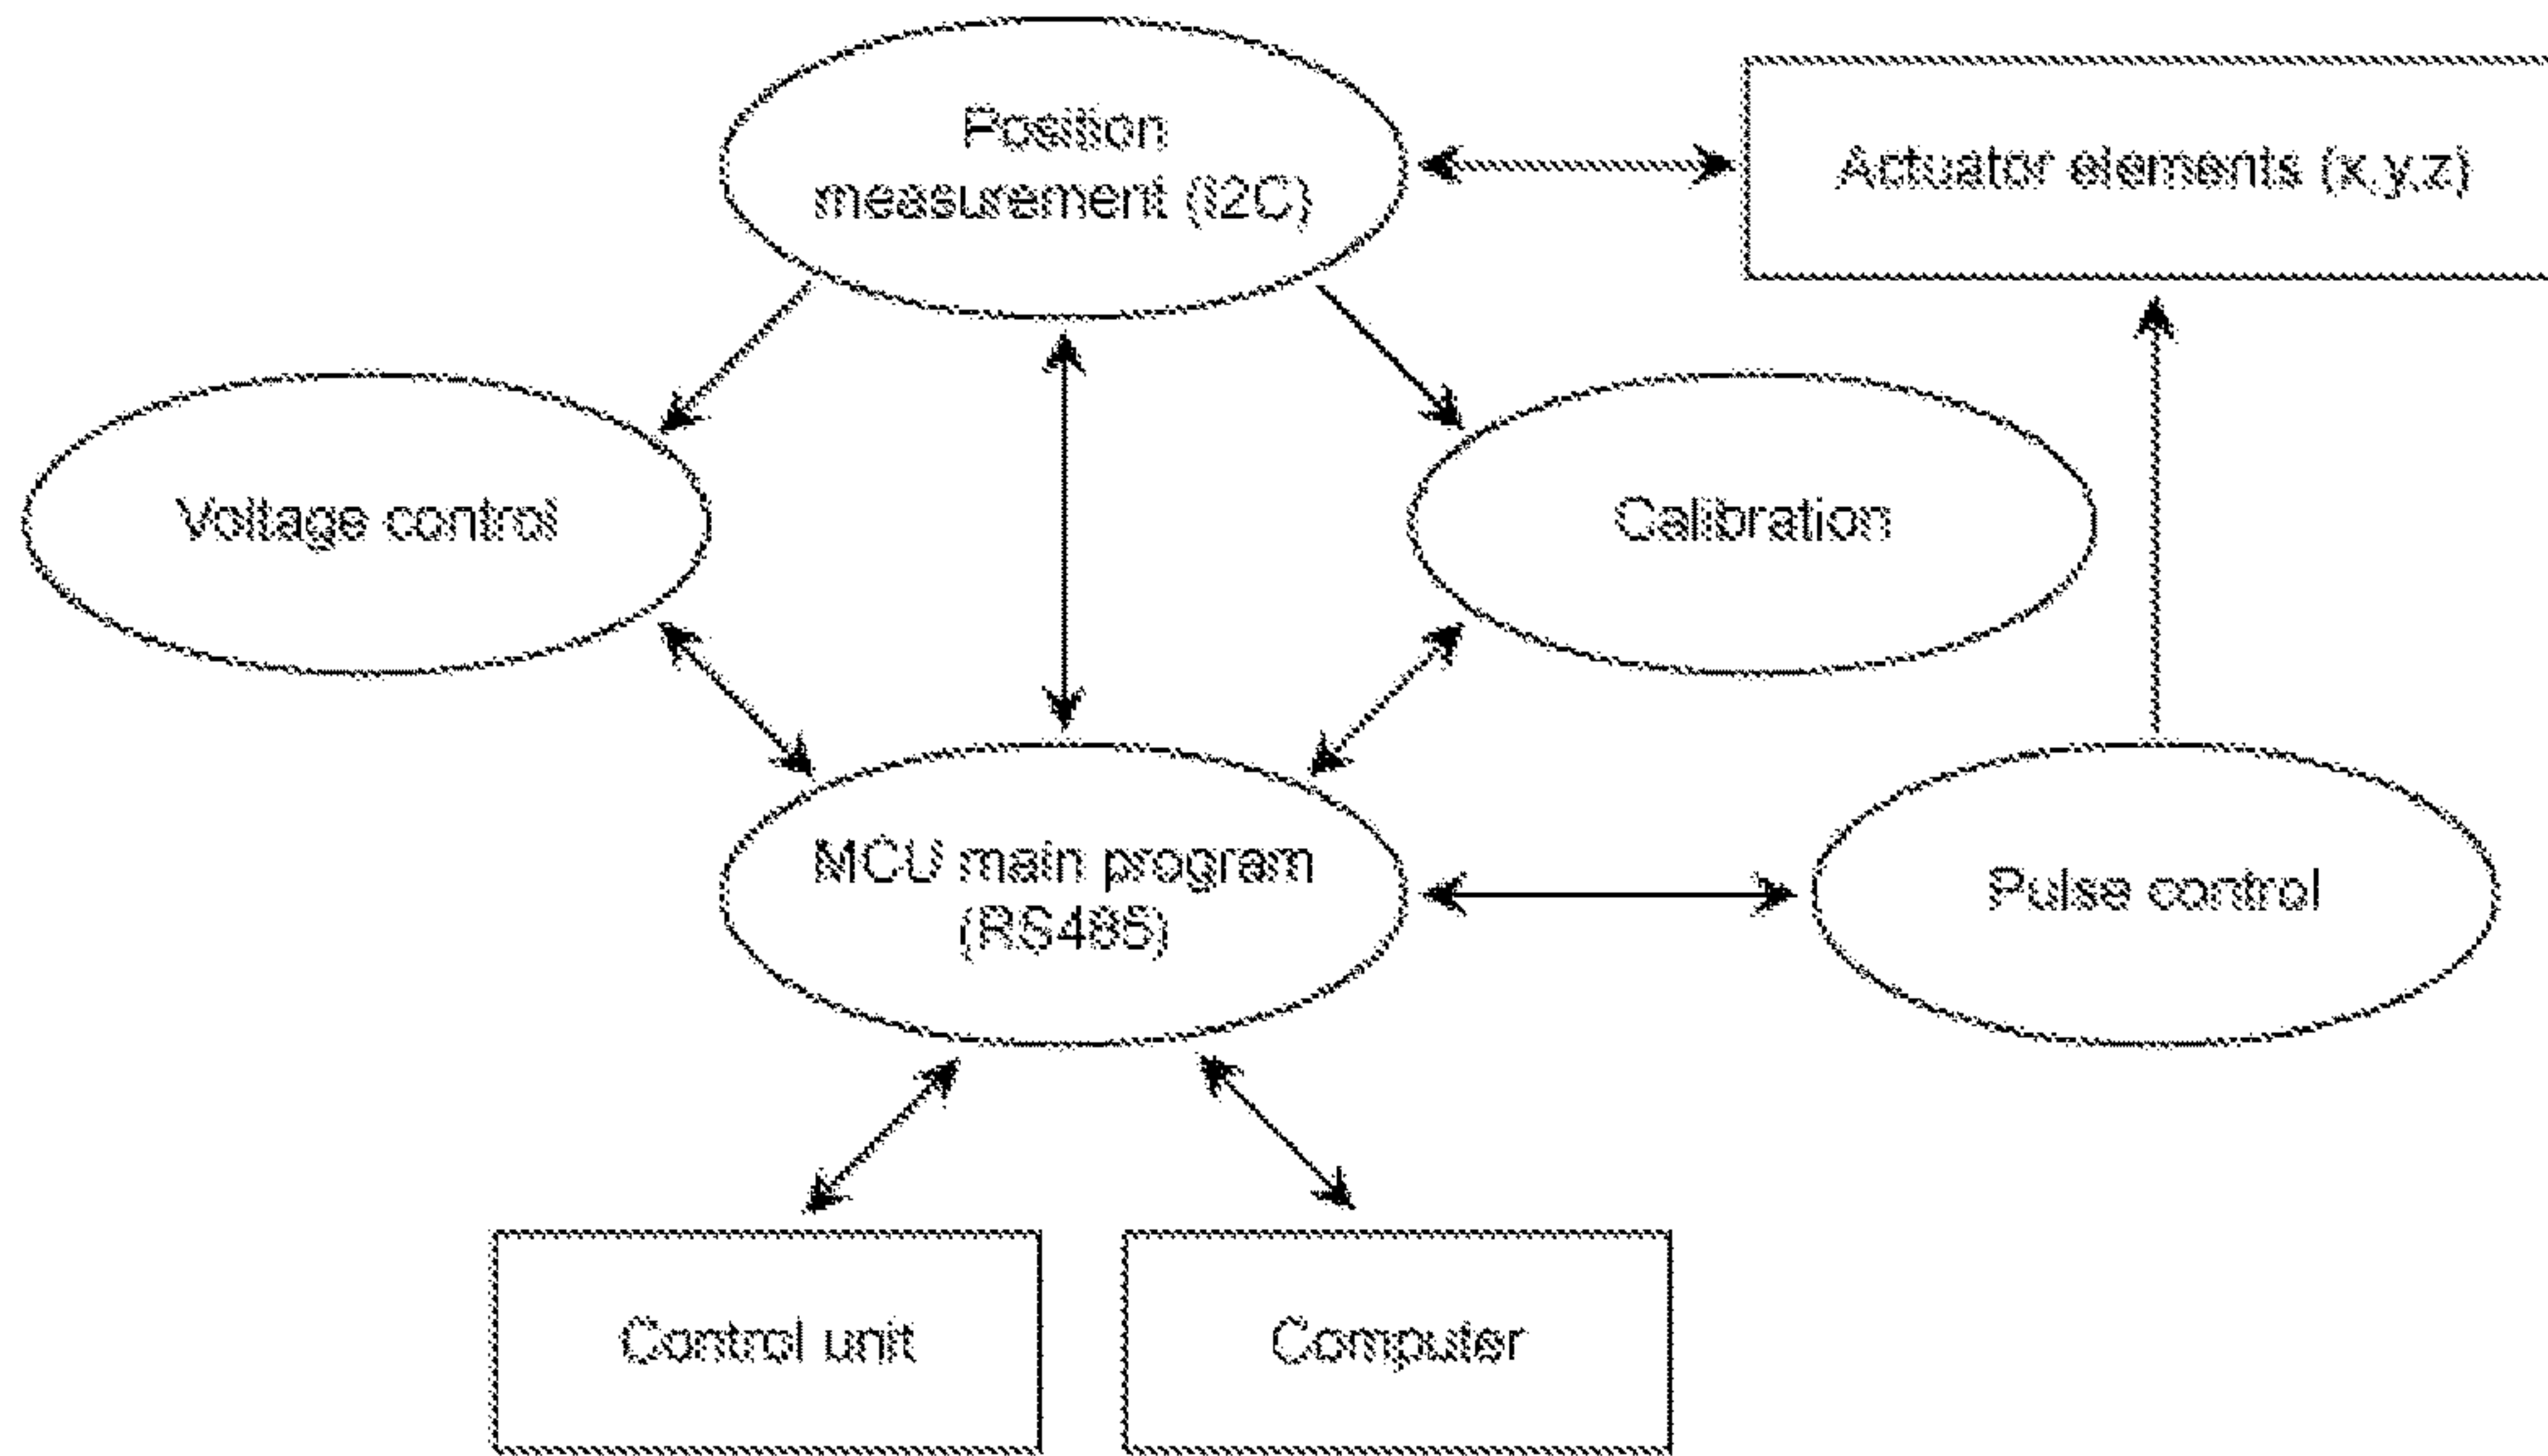 Position
measurement (I2C)
Actuator elements (x,y,z)
Voltage control
Calibration
MCU main program
(RS485)
Pulse control
Control unit
Computer